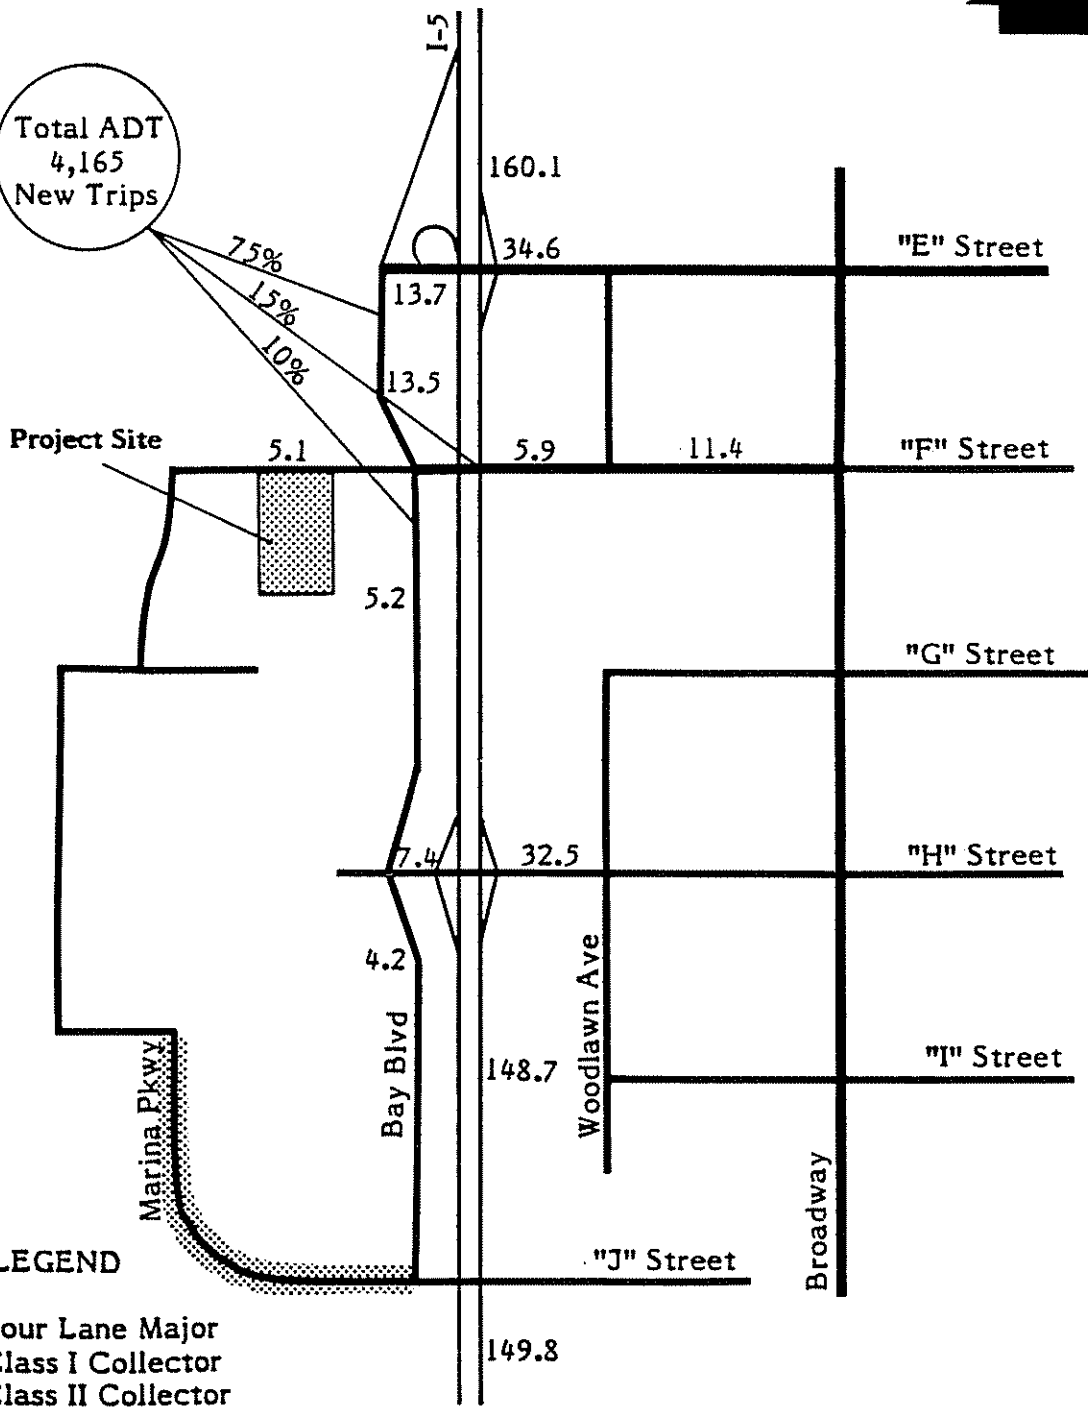 I-5
Total ADT
4,165
New Trips
160.1
75%
34.6
"E" Street
13.7
15%
10%
13.5
Project Site
5.1
5.9
11.4
"F" Street
5.2
"G" Street
7.4
32.5
"H" Street
4.2
Woodlawn Ave
Bay Blvd
148.7
"I" Street
Marina Pkwy
Broadway
"J" Street
LEGEND
our Lane Major
149.8
Class I Collector
Class II Collector